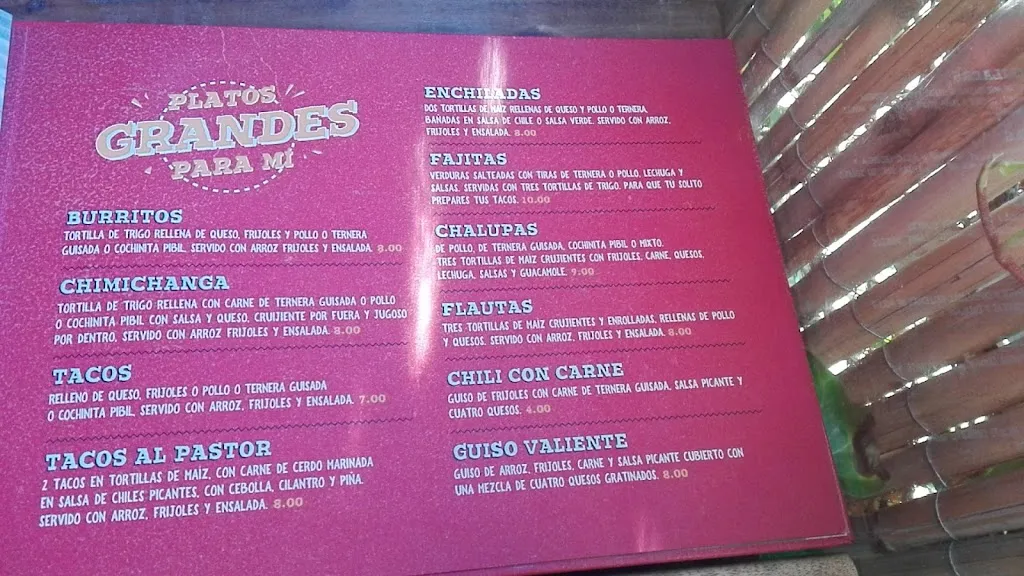 PLATOS
GRANDES
PARA MÍ
BURRITOS
TORTILLA DE TRIGO RELLENA DE QUESO, FRIJOLES Y POLLO O TERNERA
GUISADA O COCHINITA PIBIL. SERVIDO CON ARROZ FRIJOLES Y ENSALADA. 8.00
CHIMICHANGA
TORTILLA DE TRIGO RELLENA CON CARNE DE TERNERA GUISADA O POLLO
O COCHINITA PIBIL CON SALSA Y QUESO, CRUIJIENTE POR FUERA Y JUGOSO
POR DENTRO, SERVIDO CON ARROZ FRIJOLES Y ENSALADA. 8.00
TACOS
RELLENO DE QUESO, FRIJOLES O POLLO O TERNERA GUISADA
O COCHINITA PIBIL. SERVIDO CON ARROZ, FRIJOLES Y ENSALADA. 7.00
TACOS AL PASTOR
2 TACOS EN TORTILLAS DE MAÍZ, CON CARNE DE CERDO MARINADA
EN SALSA DE CHILES PICANTES, CON CEBOLLA, CILANTRO Y PIÑA.
SERVIDO CON ARROZ, FRIJOLES Y ENSALADA. 8.00
ENCHILADAS
DOS TORTILLAS DE MAÍZ RELLENAS DE QUESO Y POLLO O TERNERA,
BAÑADAS EN SALSA DE CHILE O SALSA VERDE. SERVIDO CON ARROZ,
FRIJOLES Y ENSALADA. 8.00
FAJITAS
VERDURAS SALTEADAS CON TIRAS DE TERNERA O POLLO, LECHUGA Y
SALSAS, SERVIDAS CON TRES TORTILLAS DE TRIGO, PARA QUE TU SOLITO
PREPARES TUS TACOS. 10.00
CHALUPAS
DE POLLO, DE TERNERA GUISADA, COCHINITA PIBIL O MIXTO.
TRES TORTILLAS DE MAIZ CRUJIENTES CON FRIJOLES, CARNE, QUESOS,
LECHUGA, SALSAS Y GUACAMOLE. 9.00
FLAUTAS
TRES TORTILLAS DE MAÍZ CRUJIENTES Y ENROLLADAS, RELLENAS DE POLLO
Y QUESOS. SERVIDO CON ARROZ, FRIJOLES Y ENSALADA. 8.00
CHILI CON CARNE
GUISO DE FRIJOLES CON CARNE DE TERNERA GUISADA, SALSA PICANTE Y
CUATRO QUESOS. 4.00
GUISO VALIENTE
GUISO DE ARROZ, FRIJOLES, CARNE Y SALSA PICANTE CUBIERTO CON
UNA MEZCLA DE CUATRO QUESOS GRATINADOS. 8.00